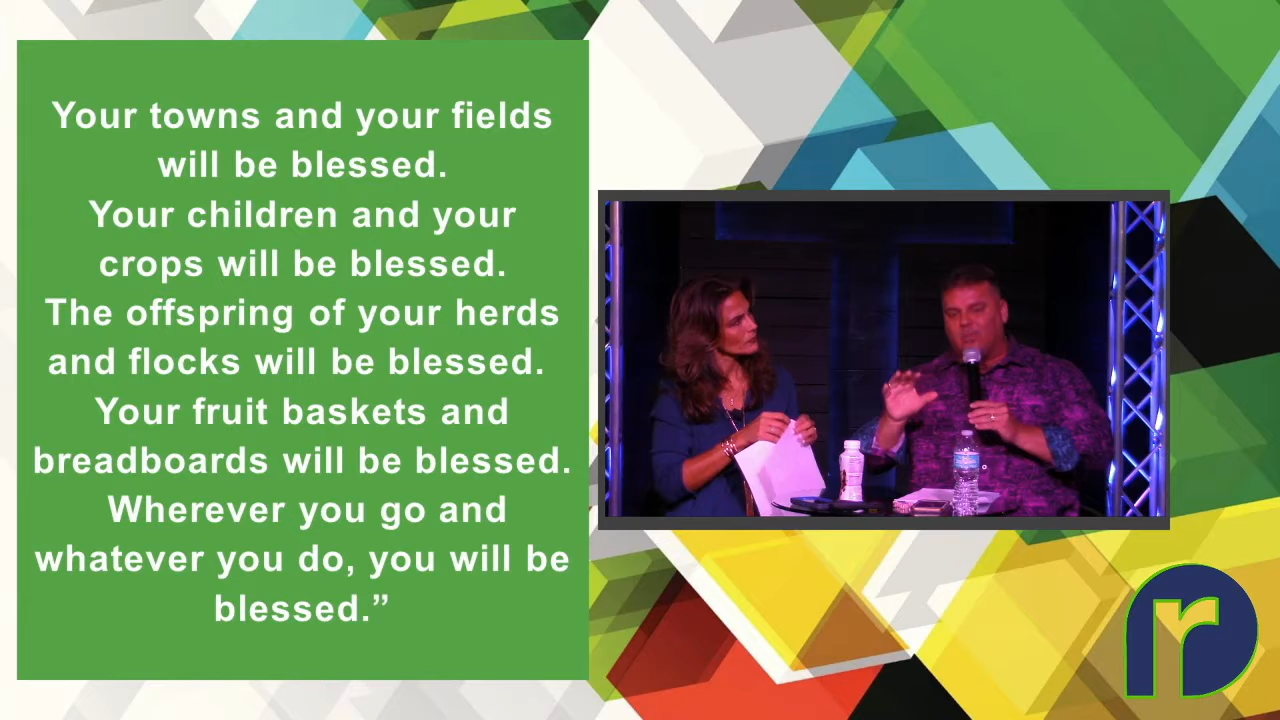 Your towns and your fields
will be blessed.
Your children and your
crops will be blessed.
The offspring of your herds
and flocks will be blessed.
Your fruit baskets and
breadboards will be blessed.
Wherever you go and
whatever you do, you will be
blessed.”
r